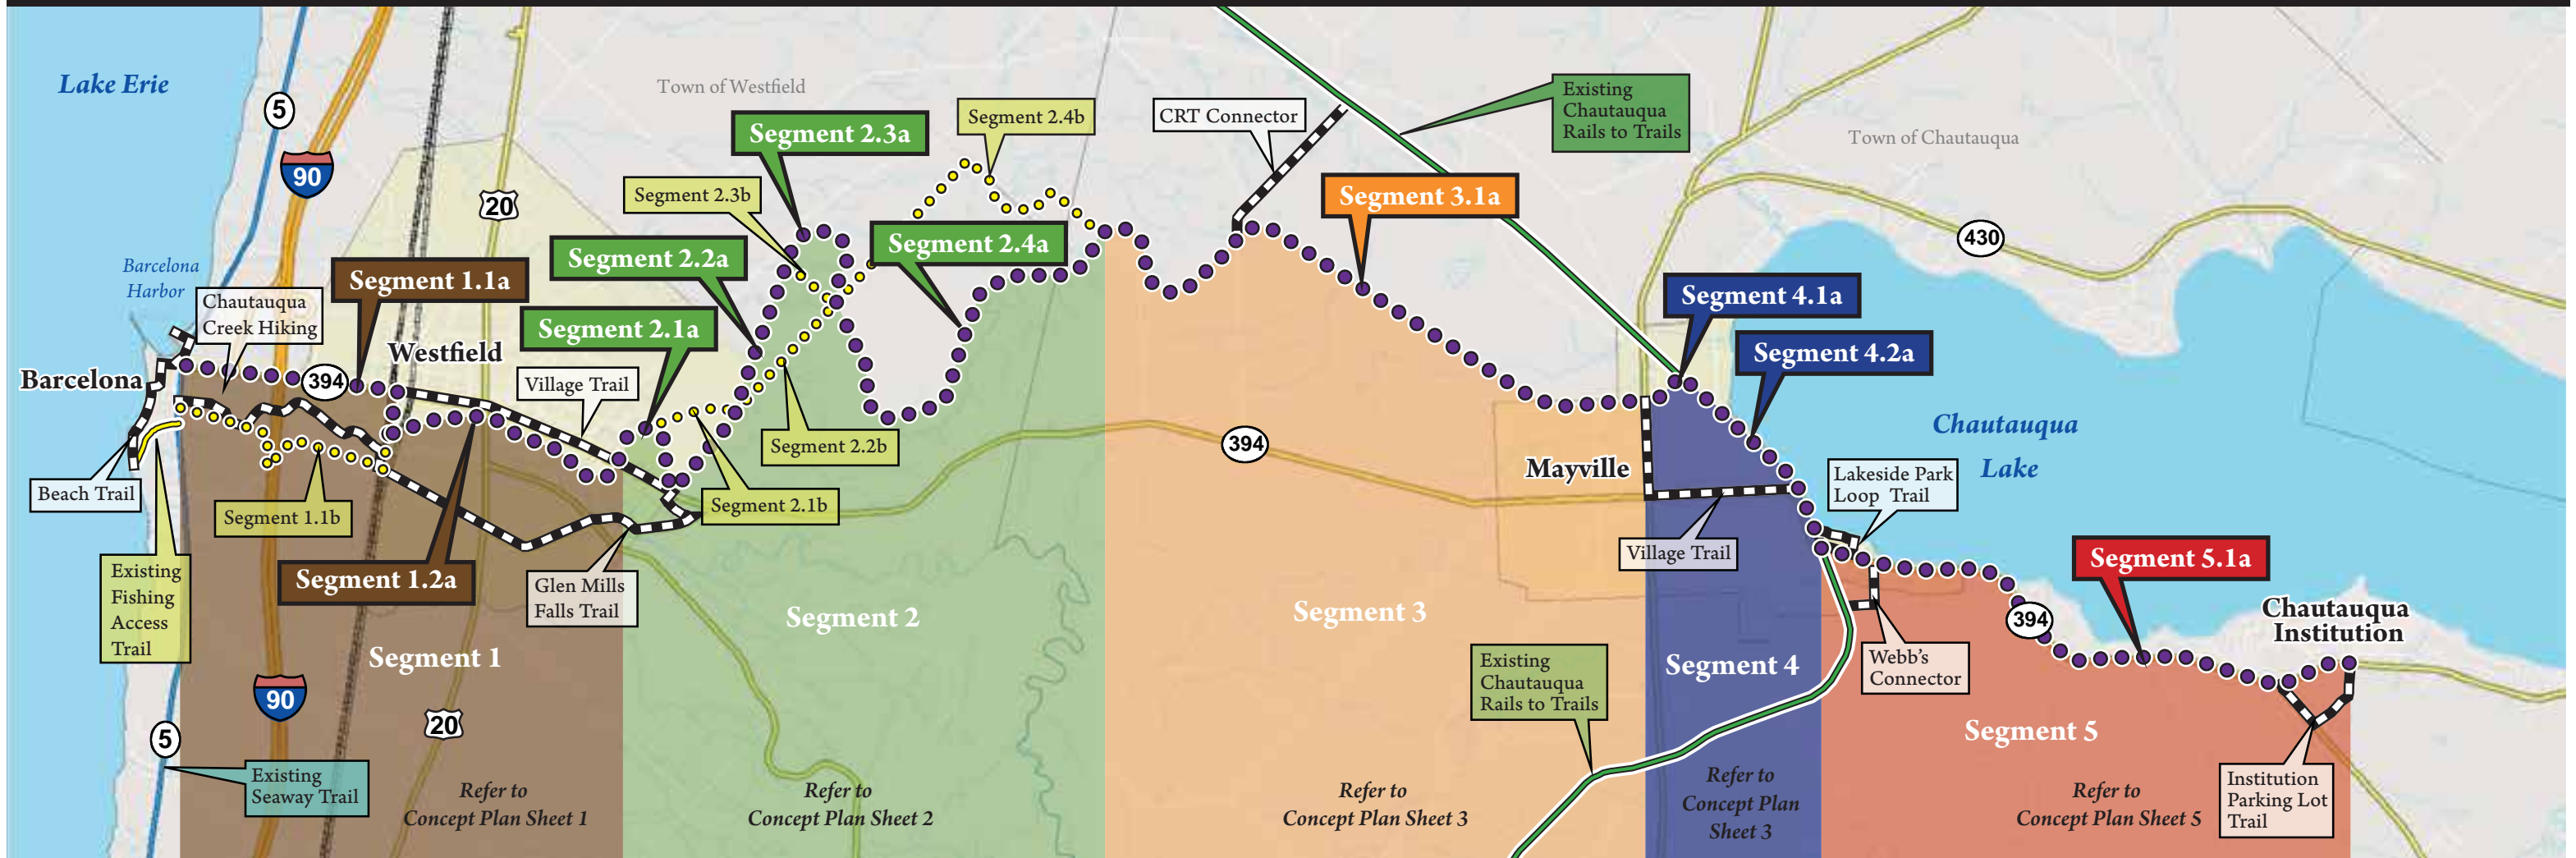 Lake Erie
5
90
Town of Westfield
20
Segment 2.3a
Segment 2.4b
CRT Connector
Existing
Chautauqua
Rails to Trails
Town of Chautauqua
430
Segment 2.3b
Segment 2.2a
Segment 2.4a
Segment 3.1a
Barcelona
Harbor
Chautauqua
Creek Hiking
Segment 1.1a
Segment 2.1a
Segment 4.1a
Segment 4.2a
Barcelona
394
Westfield
Village Trail
Segment 2.2b
Segment 2.1b
394
Mayville
Chautauqua
Lake
Lakeside Park
Loop Trail
Beach Trail
Segment 1.1b
Existing
Fishing
Access
Trail
Segment 1.2a
Glen Mills
Falls Trail
Village Trail
Segment 5.1a
394
Chautauqua
Institution
Webb's
Connector
Segment 1
Segment 2
Segment 3
Segment 4
Segment 5
Existing
Chautauqua
Rails to Trails
90
20
5
Existing
Seaway Trail
Refer to
Concept Plan Sheet 1
Refer to
Concept Plan Sheet 2
Refer to
Concept Plan Sheet 3
Refer to
Concept Plan
Sheet 3
Refer to
Concept Plan Sheet 5
Institution
Parking Lot
Trail